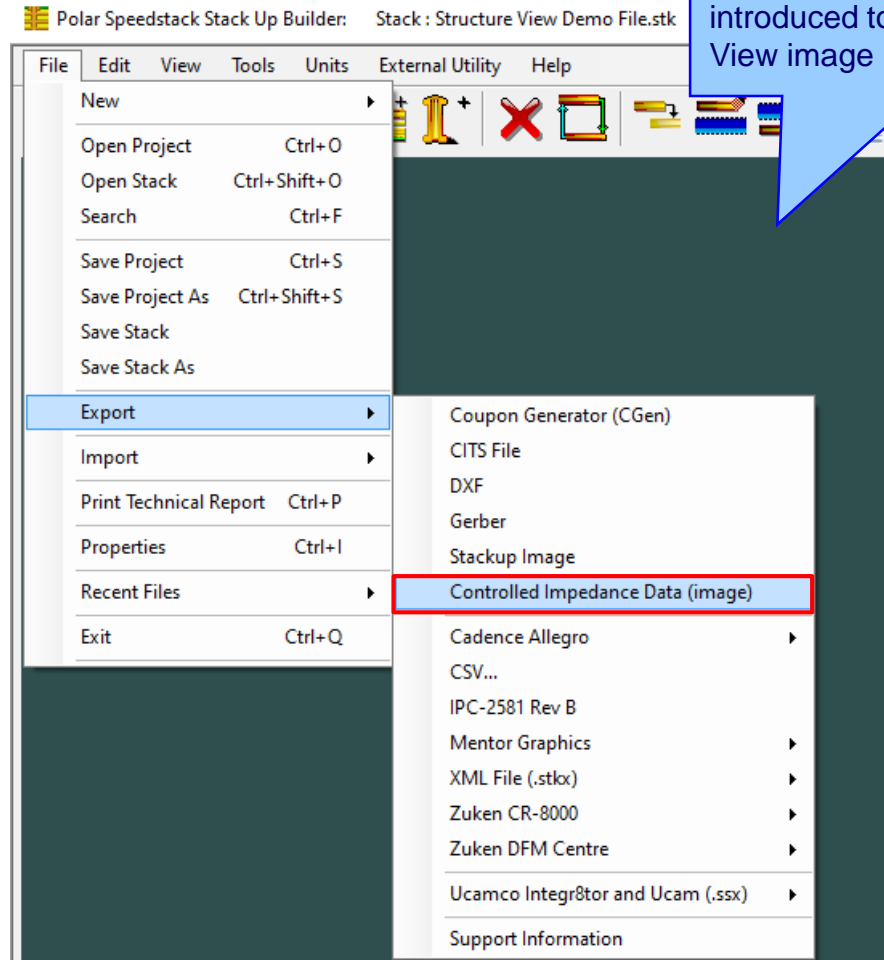 Polar Speedstack Stack Up Builder: Stack : Structure View Demo File.stk
introduced to
View image
File Edit View Tools Units External Utility Help
New
Open Project Ctrl+O
Open Stack Ctrl+Shift+O
Search Ctrl+F
Save Project Ctrl+S
Save Project As Ctrl+Shift+S
Save Stack
Save Stack As
Export
Import
Print Technical Report Ctrl+P
Properties Ctrl+I
Recent Files
Exit Ctrl+Q
Coupon Generator (CGen)
CITS File
DXF
Gerber
Stackup Image
Controlled Impedance Data (image)
Cadence Allegro
CSV...
IPC-2581 Rev B
Mentor Graphics
XML File (.stkx)
Zuken CR-8000
Zuken DFM Centre
Ucamco Integr8tor and Ucam (.ssx)
Support Information